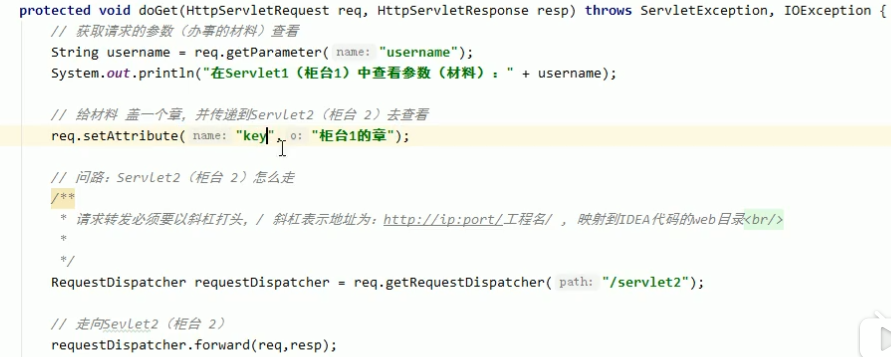 protected void doGet(HttpServletRequest req, HttpServletResponse resp) throws ServletException, IOException {
// 获取请求的参数（办事的材料）查看
String username = req.getParameter( name: "username");
System.out.println("在Servlet1（柜台1）中查看参数（材料）：" + username);
// 给材料 盖一个章，并传递到Servlet2（柜台 2）去查看
req.setAttribute( name: "key", o: "柜台1的章");
// 问路：Servlet2（柜台 2）怎么走
/**
* 请求转发必须要以斜杠打头，/ 斜杠表示地址为：http://ip:port/工程名/ , 映射到IDEA代码的web目录<br/>
*
*/
RequestDispatcher requestDispatcher = req.getRequestDispatcher( path: "/servlet2");
// 走向Sevlet2（柜台 2）
requestDispatcher.forward(req,resp);